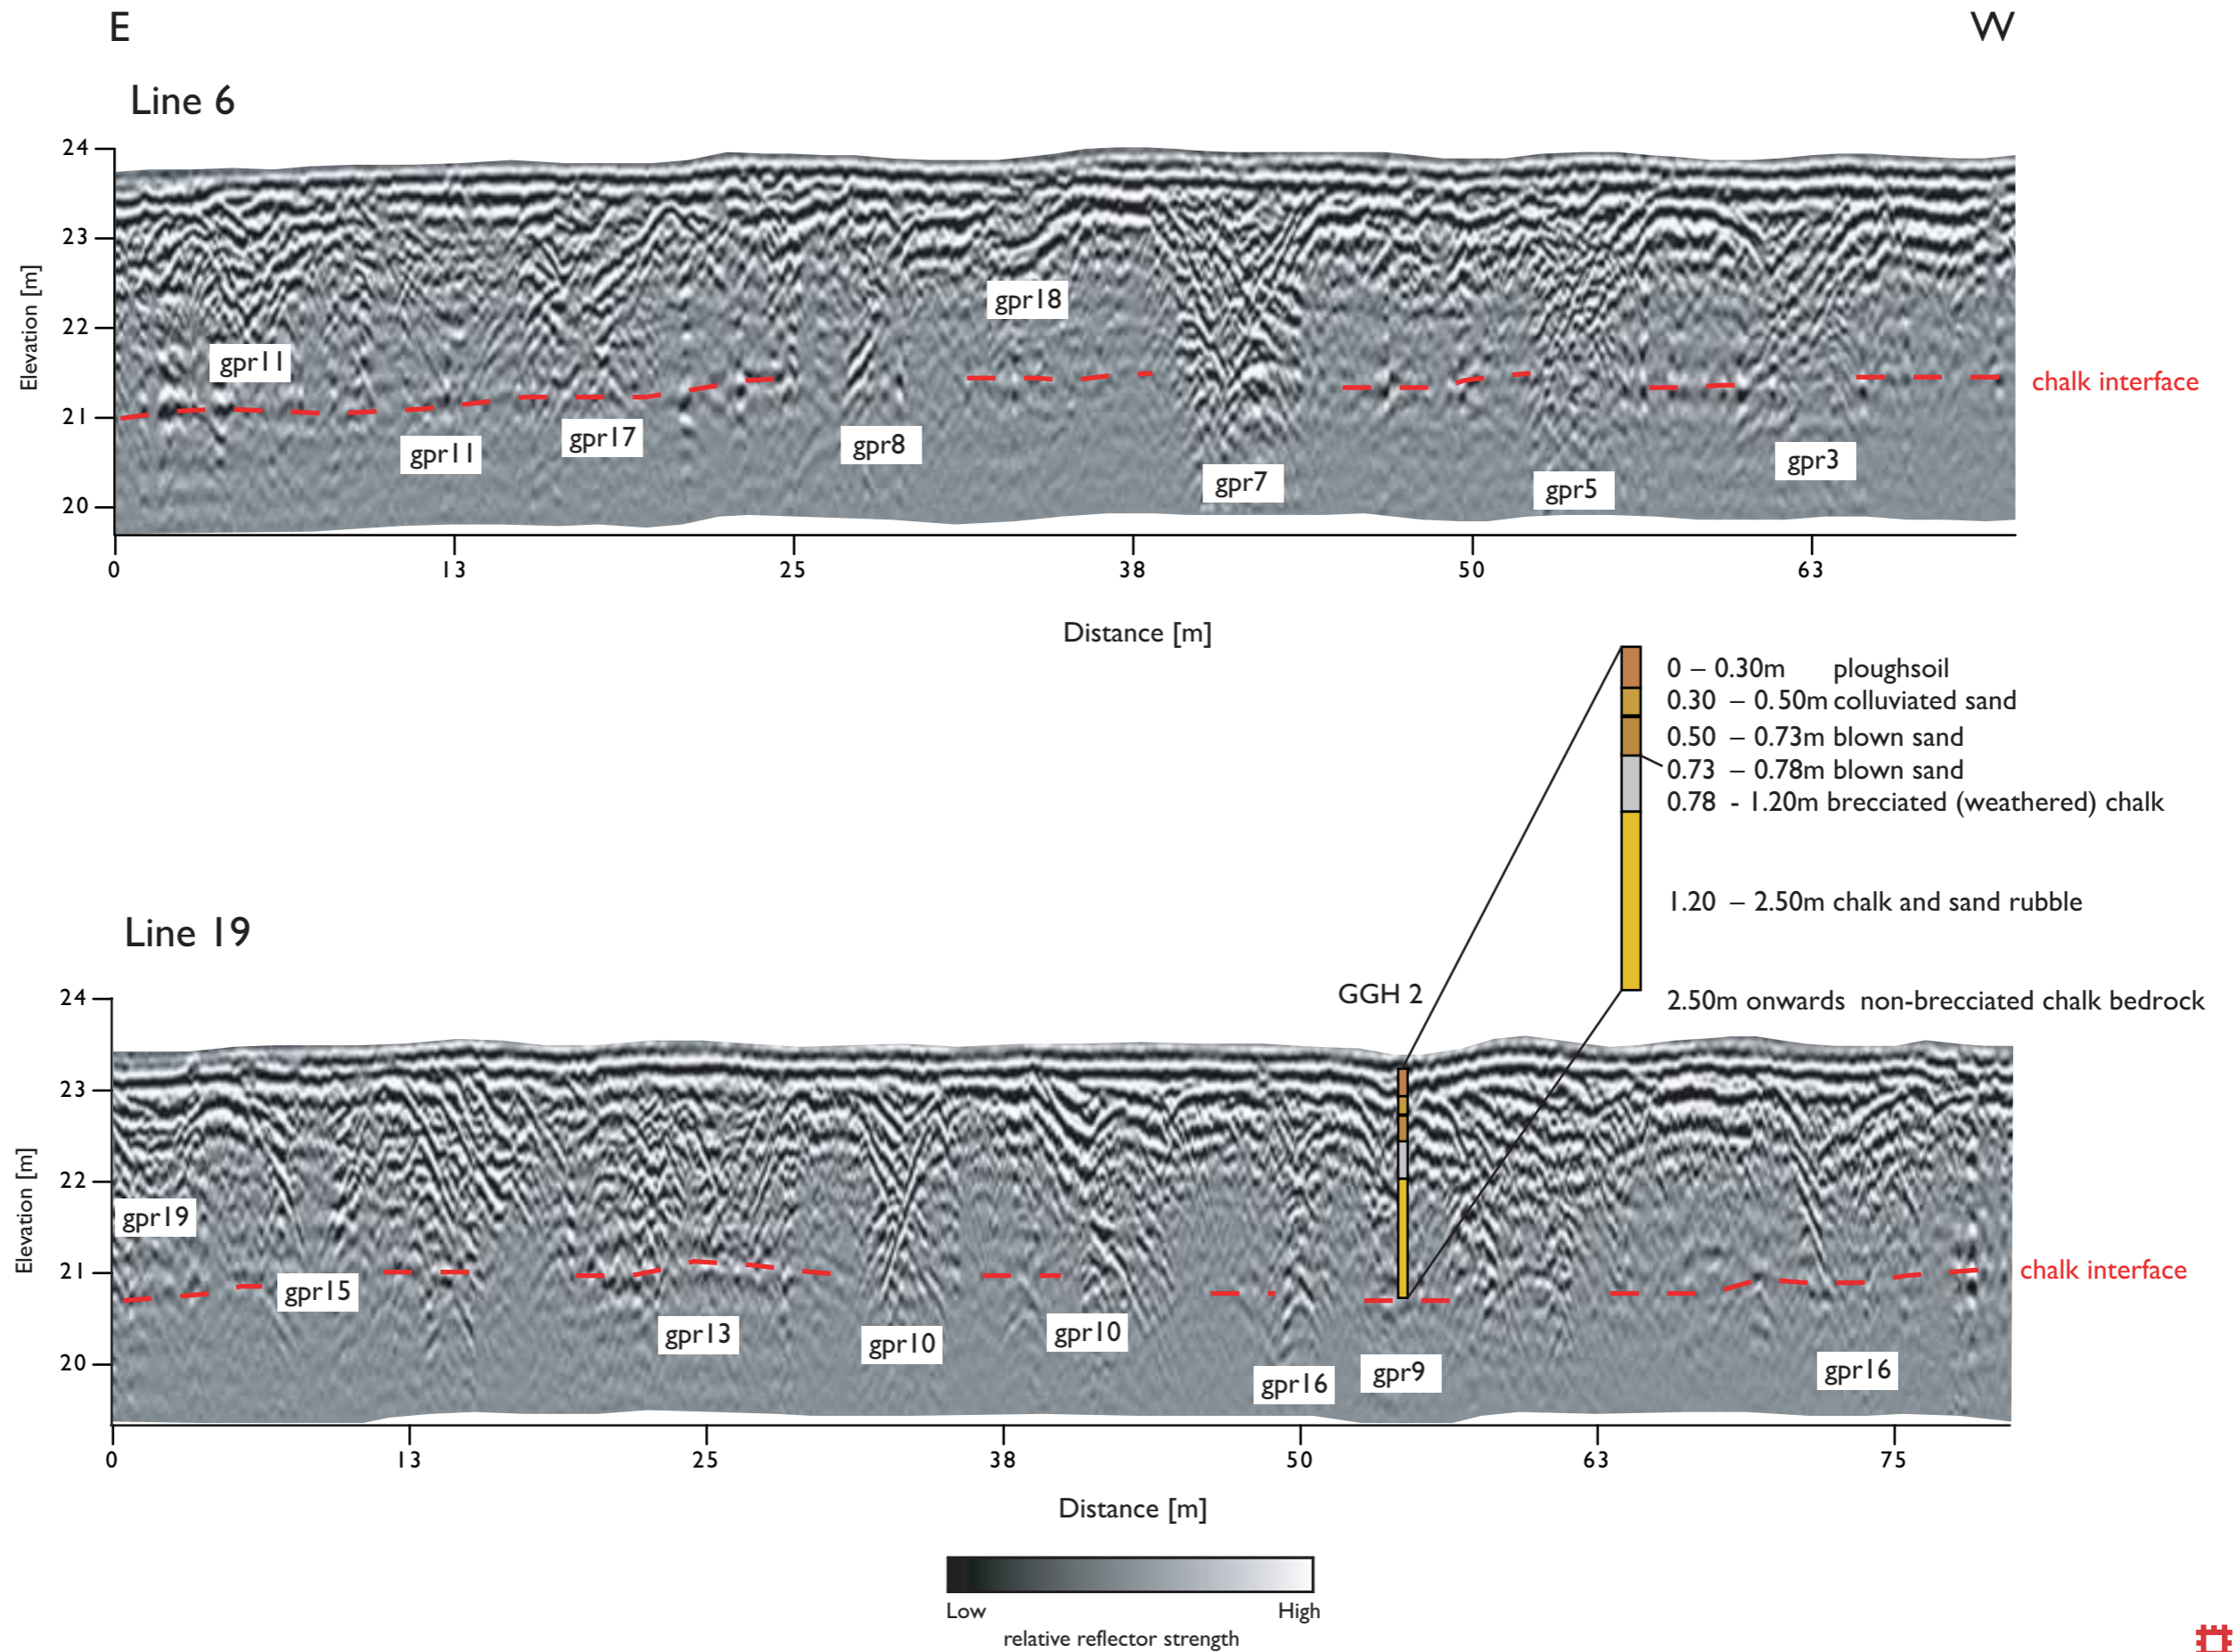 E
W
Line 6
24
23
22
21
20
Elevation [m]
gpr11
gpr11
gpr17
gpr8
gpr18
gpr7
gpr5
gpr3
chalk interface
0
13
25
38
50
63
Distance [m]
0 – 0.30m ploughsoil
0.30 – 0.50m colluviated sand
0.50 – 0.73m blown sand
0.73 – 0.78m blown sand
0.78 - 1.20m brecciated (weathered) chalk
1.20 – 2.50m chalk and sand rubble
2.50m onwards non-brecciated chalk bedrock
Line 19
GGH 2
24
23
22
21
20
Elevation [m]
gpr19
gpr15
gpr13
gpr10
gpr10
gpr16
gpr9
gpr16
chalk interface
0
13
25
38
50
63
75
Distance [m]
Low
High
relative reflector strength